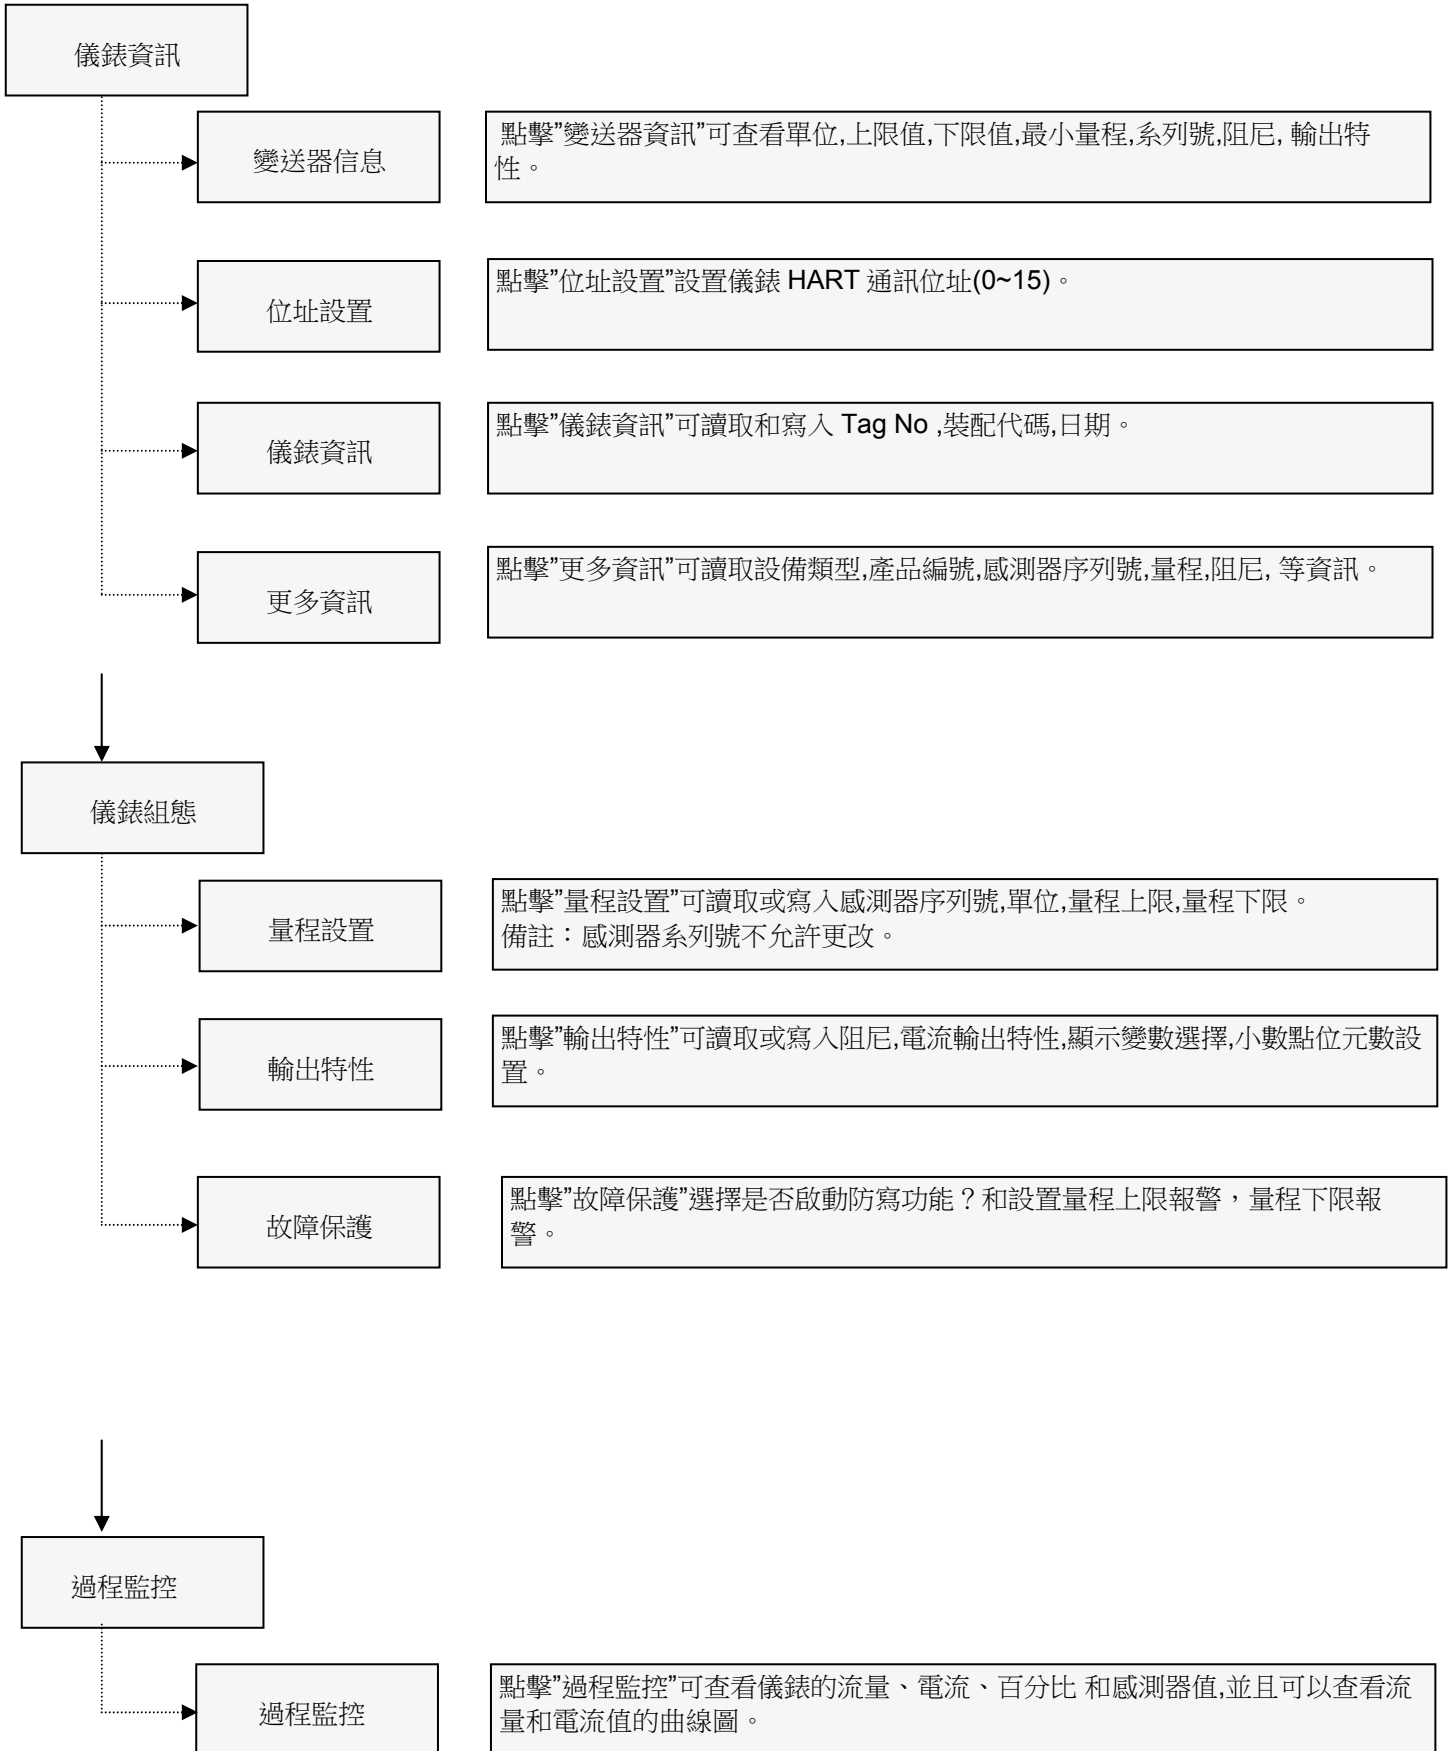 儀錶資訊
變送器信息
點擊”變送器資訊”可查看單位,上限值,下限值,最小量程,系列號,阻尼, 輸出特
性。
位址設置
點擊”位址設置”設置儀錶 HART 通訊位址(0~15)。
儀錶資訊
點擊”儀錶資訊”可讀取和寫入 Tag No ,裝配代碼,日期。
更多資訊
點擊”更多資訊”可讀取設備類型,產品編號,感測器序列號,量程,阻尼, 等資訊。
儀錶組態
量程設置
點擊”量程設置”可讀取或寫入感測器序列號,單位,量程上限,量程下限。
備註：感測器系列號不允許更改。
輸出特性
點擊”輸出特性”可讀取或寫入阻尼,電流輸出特性,顯示變數選擇,小數點位元數設
置。
故障保護
點擊”故障保護”選擇是否啟動防寫功能？和設置量程上限報警，量程下限報
警。
過程監控
過程監控
點擊”過程監控”可查看儀錶的流量、電流、百分比 和感測器值,並且可以查看流
量和電流值的曲線圖。